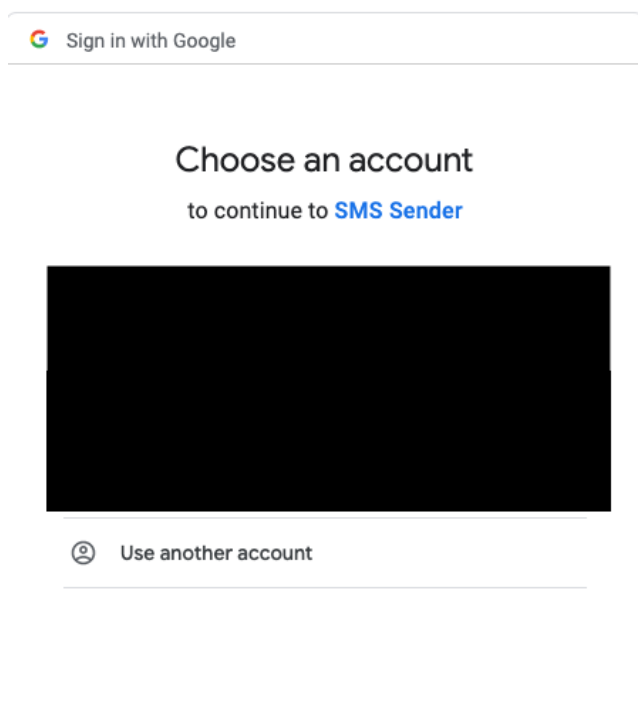 Sign in with Google
Choose an account
to continue to SMS Sender
Use another account